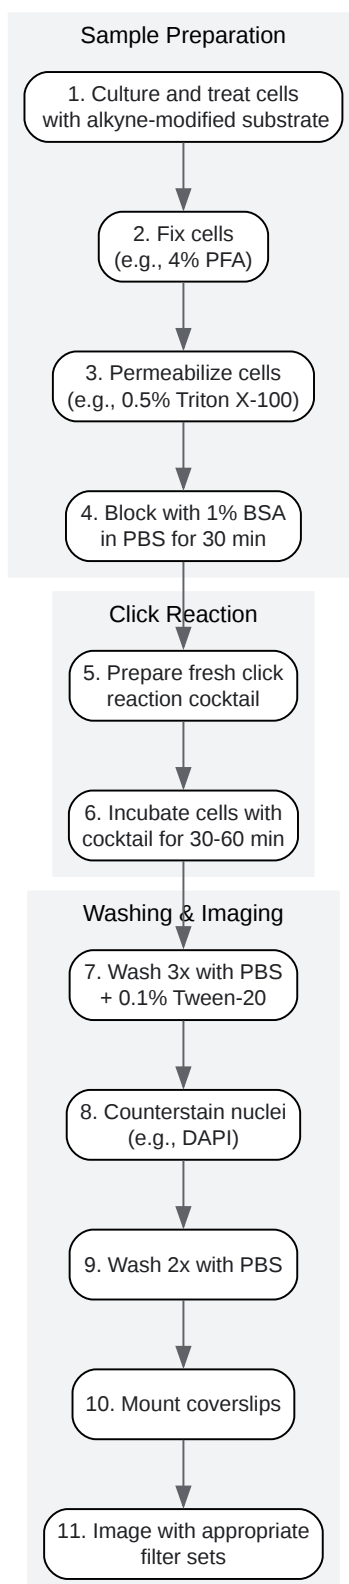 Sample Preparation
1. Culture and treat cells
with alkyne-modified substrate
2. Fix cells
(e.g., 4% PFA)
3. Permeabilize cells
(e.g., 0.5% Triton X-100)
4. Block with 1% BSA
in PBS for 30 min
Click Reaction
5. Prepare fresh click
reaction cocktail
6. Incubate cells with
cocktail for 30-60 min
Washing & Imaging
7. Wash 3x with PBS
+ 0.1% Tween-20
8. Counterstain nuclei
(e.g., DAPI)
9. Wash 2x with PBS
10. Mount coverslips
11. Image with appropriate
filter sets